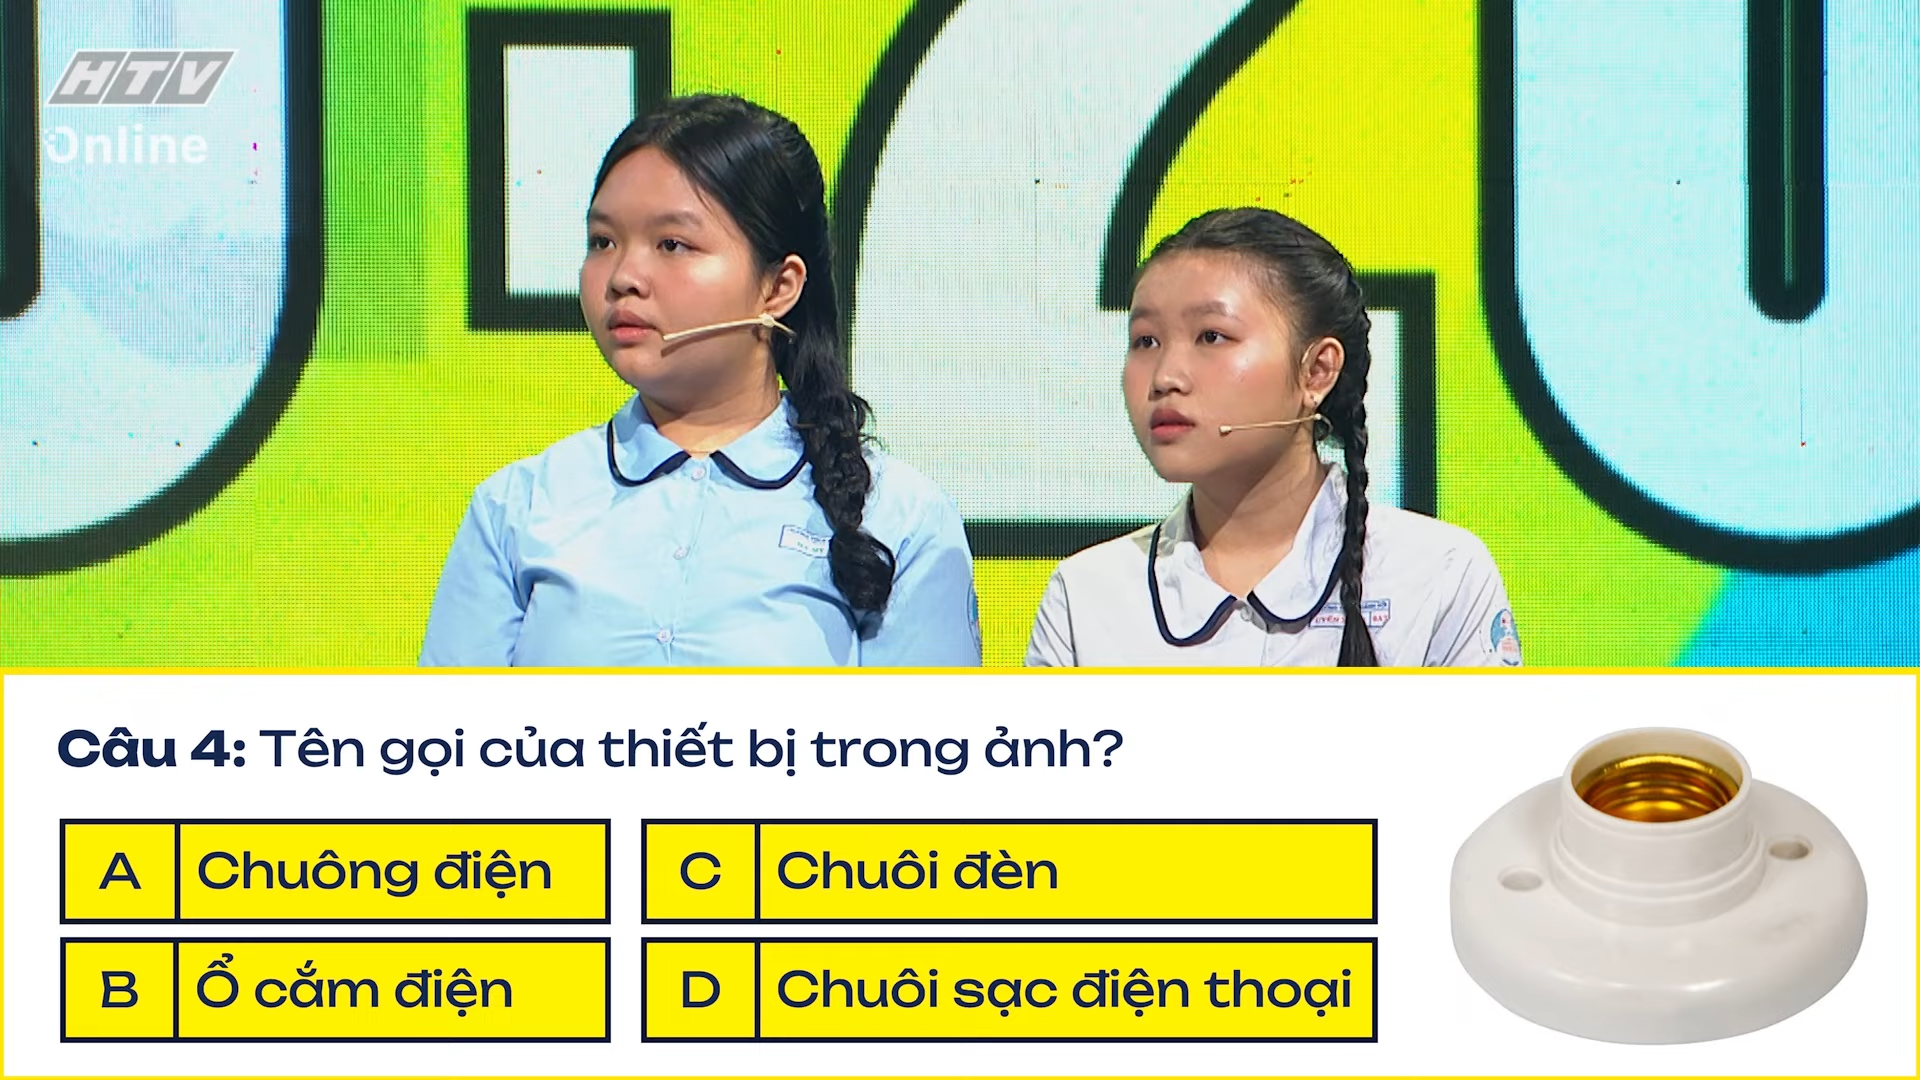 HTV
Online
Câu 4: Tên gọi của thiết bị trong ảnh?
A Chuông điện
B Ổ cắm điện
C Chuôi đèn
D Chuôi sạc điện thoại